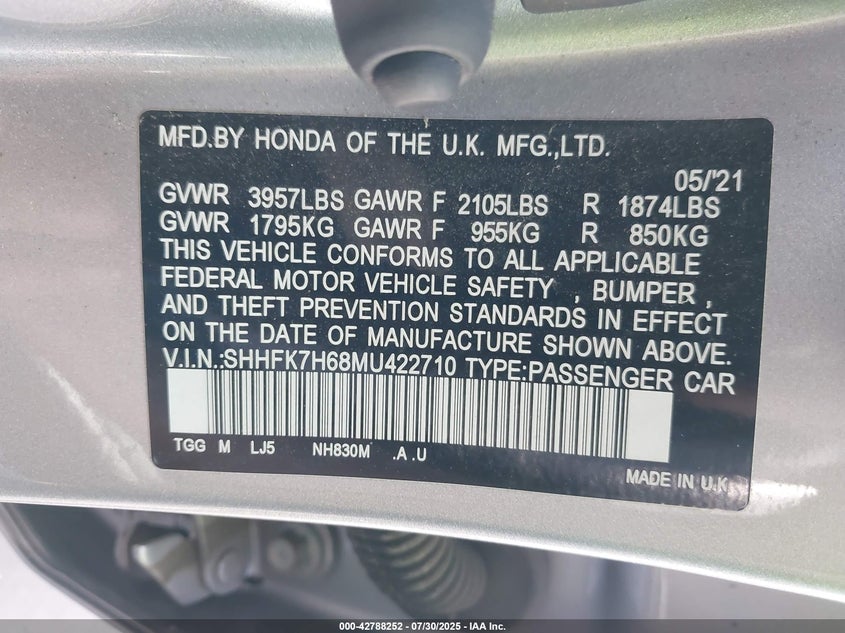 MFD.BY HONDA OF THE U.K. MFG.,LTD.
05/'21
GVWR 3957LBS GAWR F 2105LBS R 1874LBS
GVWR 1795KG GAWR F 955KG R 850KG
THIS VEHICLE CONFORMS TO ALL APPLICABLE
FEDERAL MOTOR VEHICLE SAFETY , BUMPER ,
AND THEFT PREVENTION STANDARDS IN EFFECT
ON THE DATE OF MANUFACTURE SHOWN ABOVE.
V.I.N.:SHHFK7H68MU422710 TYPE:PASSENGER CAR
TGG M LJ5 NH830M .A .U
MADE IN U.K
000-42788252 / 07/30/2025 - IAA Inc.